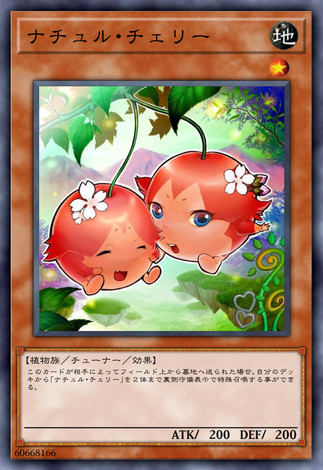 ナチュル・チェリー
地
【植物族／チューナー／効果】
このカードが相手によってフィールド上から墓地へ送られた場合、自分のデッ
キから「ナチュル・チェリー」を２体まで裏側守備表示で特殊召喚する事ができ
る。
ATK/ 200 DEF/ 200
60668166